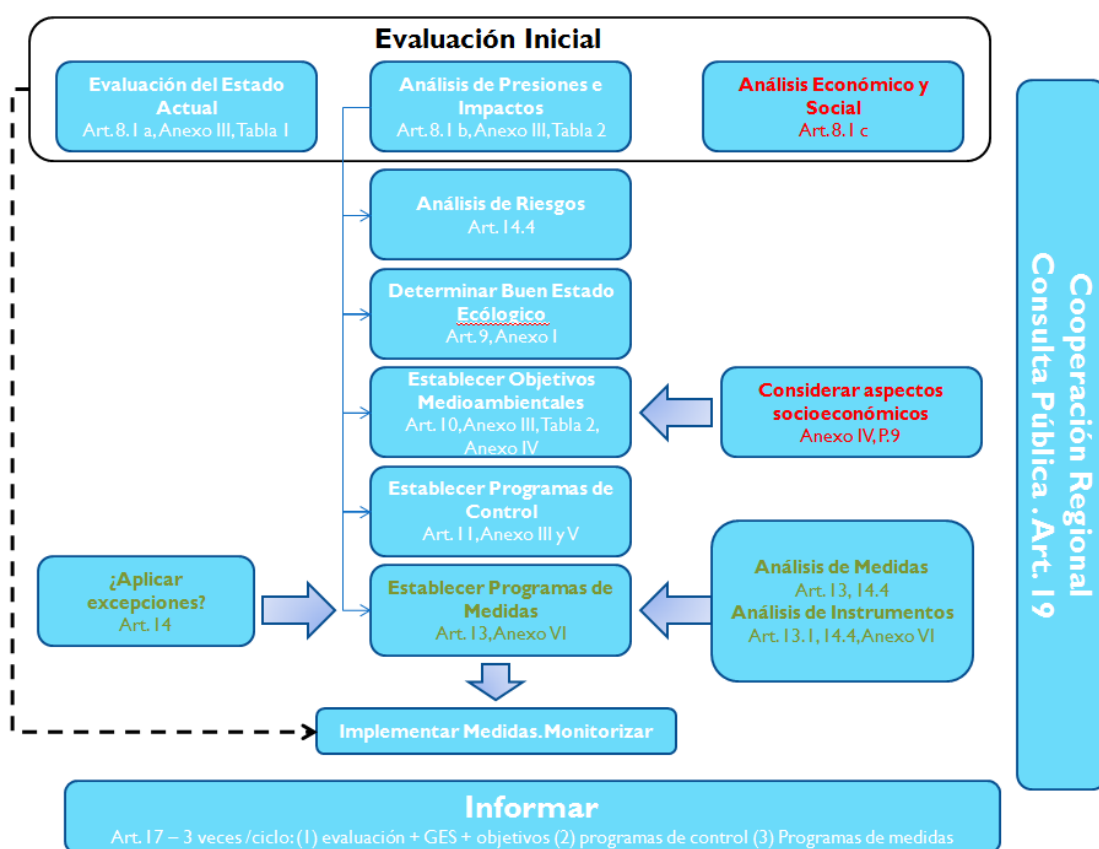 Evaluación Inicial
Evaluación del Estado
Actual
Art. 8.1 a, Anexo III, Tabla 1
Análisis de Presiones e
Impactos
Art. 8.1 b, Anexo III, Tabla 2
Análisis Económico y
Social
Art. 8.1 c
Análisis de Riesgos
Art. 14.4
Determinar Buen Estado
Ecólogico
Art. 9, Anexo I
Establecer Objetivos
Medioambientales
Art. 10, Anexo III, Tabla 2,
Anexo IV
Considerar aspectos
socioeconómicos
Anexo IV, P.9
Establecer Programas de
Control
Art. 11, Anexo III y V
¿Aplicar
excepciones?
Art. 14
Establecer Programas de
Medidas
Art. 13, Anexo VI
Análisis de Medidas
Art. 13, 14.4
Análisis de Instrumentos
Art. 13.1, 14.4, Anexo VI
Implementar Medidas. Monitorizar
Informar
Art. 17 – 3 veces /ciclo: (1) evaluación + GES + objetivos (2) programas de control (3) Programas de medidas
Cooperación Regional
Consulta Pública . Art. 19